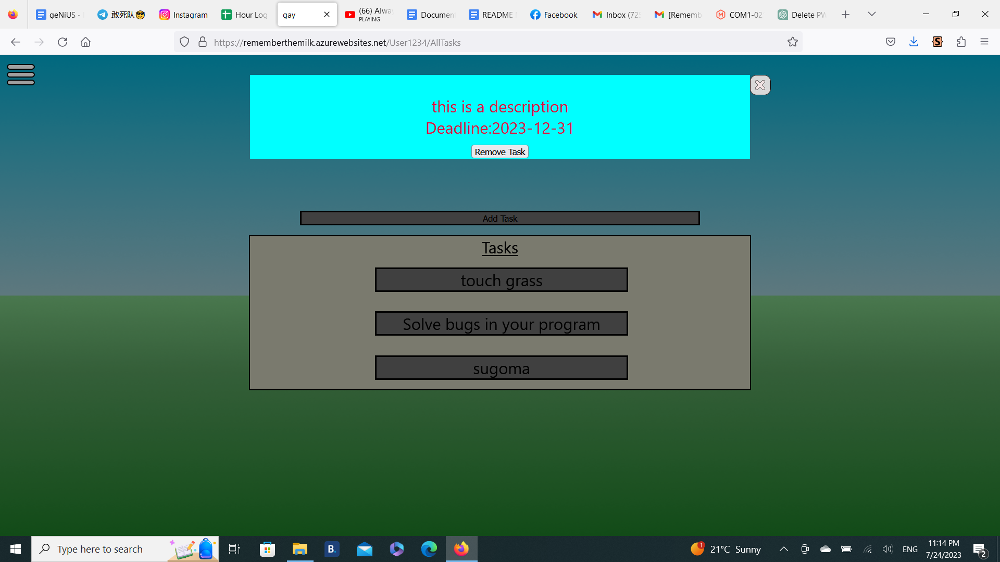 geNiUS -
敢死队😎
Instagram
Hour Log
gay
(66) Alwa
PLAYING
Documen
README
Facebook
Inbox (725
[Rememb
COM1-02
Delete PW
https://rememberthemilk.azurewebsites.net/User1234/AllTasks
this is a description
Deadline:2023-12-31
Remove Task
Add Task
Tasks
touch grass
Solve bugs in your program
sugoma
Type here to search
B.
1
21°C Sunny
ENG
11:14 PM
7/24/2023
2